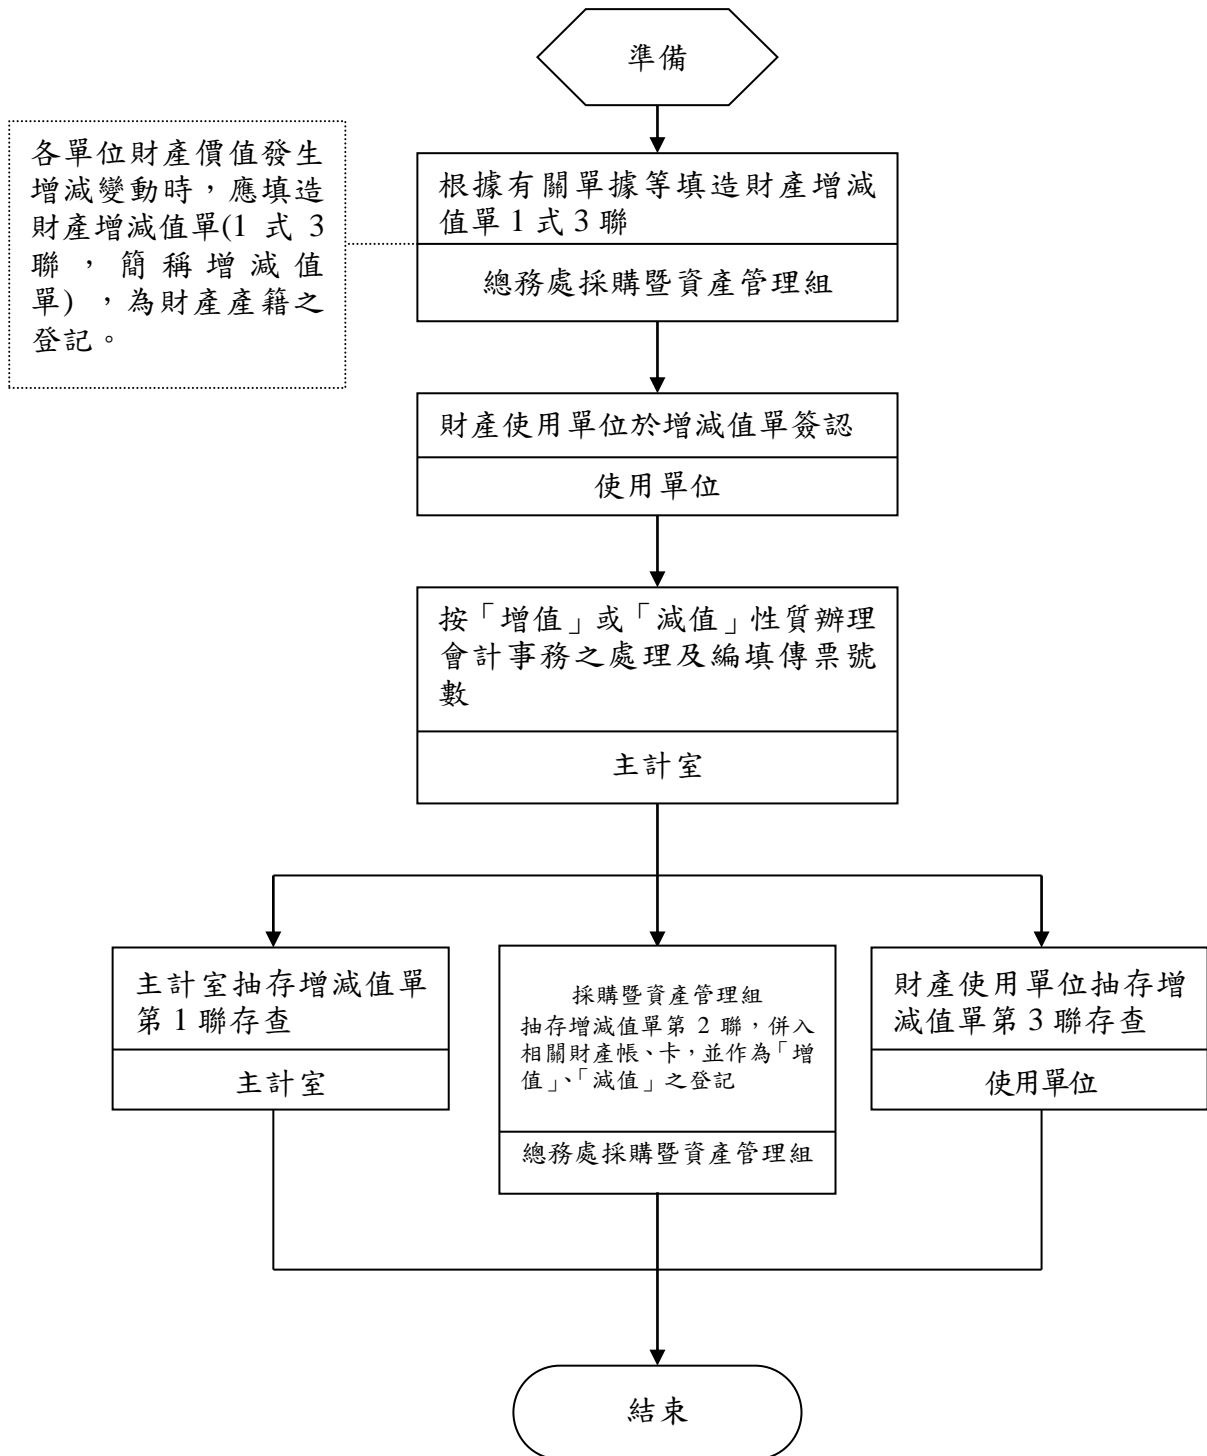 準備
各單位財產價值發生
增減變動時，應填造
財產增減值單(1 式 3
聯，簡稱增減值
單)，為財產產籍之
登記。
根據有關單據等填造財產增減
值單 1 式 3 聯
總務處採購暨資產管理組
財產使用單位於增減值單簽認
使用單位
按「增值」或「減值」性質辦理
會計事務之處理及編填傳票號
數
主計室
主計室抽存增減值單
第 1 聯存查
主計室
採購暨資產管理組
抽存增減值單第 2 聯，併入
相關財產帳、卡，並作為「增
值」、「減值」之登記
總務處採購暨資產管理組
財產使用單位抽存增
減值單第 3 聯存查
使用單位
結束